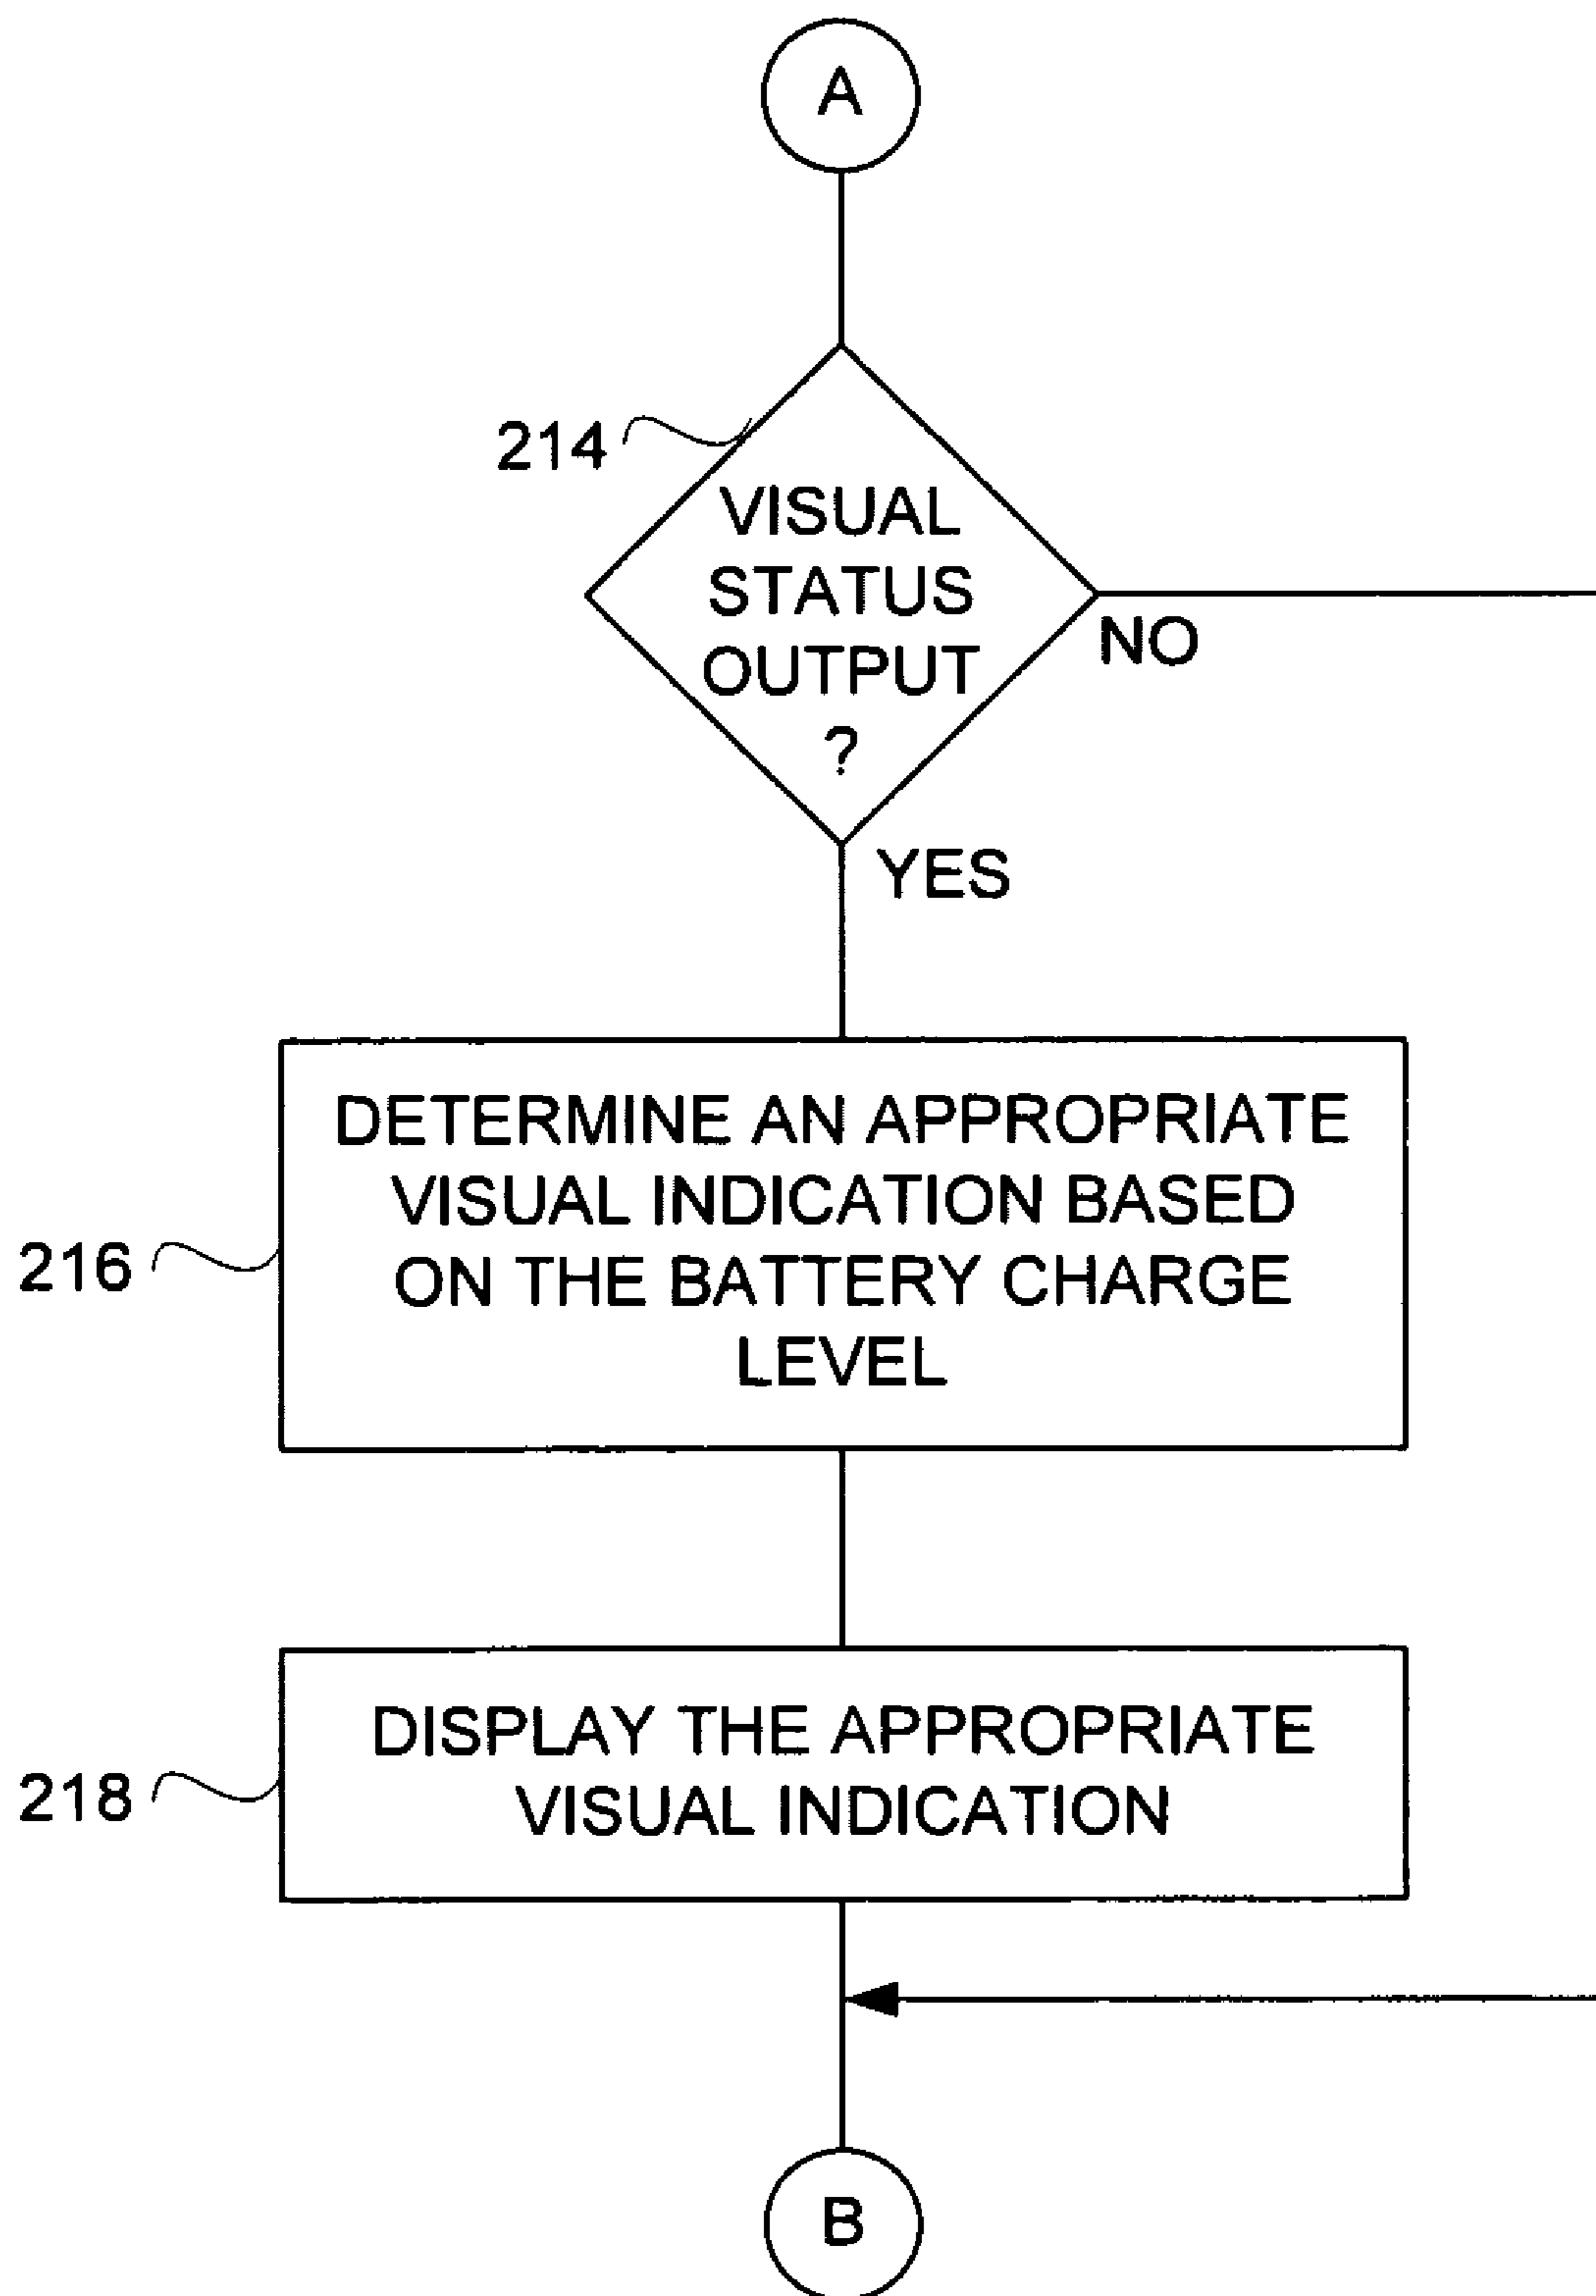 A
214
VISUAL
STATUS
OUTPUT
?
NO
YES
216
DETERMINE AN APPROPRIATE
VISUAL INDICATION BASED
ON THE BATTERY CHARGE
LEVEL
218
DISPLAY THE APPROPRIATE
VISUAL INDICATION
B